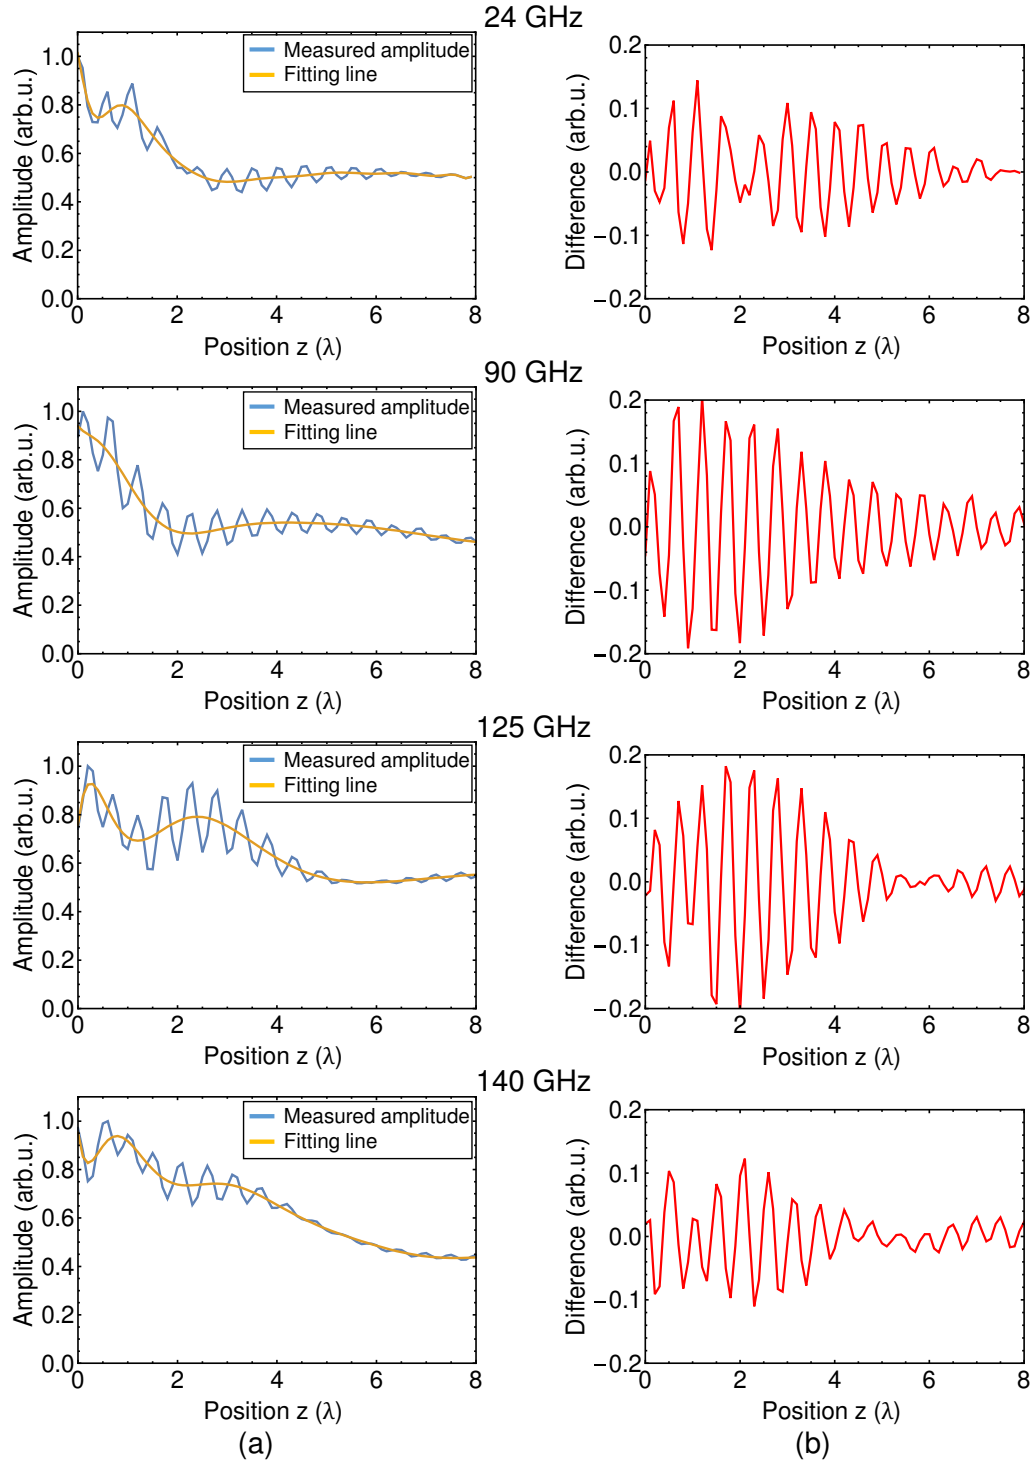 24 GHz
Measured amplitude
Fitting line
Amplitude (arb.u.)
1.0
0.8
0.6
0.4
0.2
0.0
0 2 4 6 8
Position z (λ)
Difference (arb.u.)
0.2
0.1
0.0
−0.1
−0.2
0 2 4 6 8
Position z (λ)
90 GHz
Measured amplitude
Fitting line
Amplitude (arb.u.)
1.0
0.8
0.6
0.4
0.2
0.0
0 2 4 6 8
Position z (λ)
Difference (arb.u.)
0.2
0.1
0.0
−0.1
−0.2
0 2 4 6 8
Position z (λ)
125 GHz
Measured amplitude
Fitting line
Amplitude (arb.u.)
1.0
0.8
0.6
0.4
0.2
0.0
0 2 4 6 8
Position z (λ)
Difference (arb.u.)
0.2
0.1
0.0
−0.1
−0.2
0 2 4 6 8
Position z (λ)
140 GHz
Measured amplitude
Fitting line
Amplitude (arb.u.)
1.0
0.8
0.6
0.4
0.2
0.0
0 2 4 6 8
Position z (λ)
Difference (arb.u.)
0.2
0.1
0.0
−0.1
−0.2
0 2 4 6 8
Position z (λ)
(a)
(b)